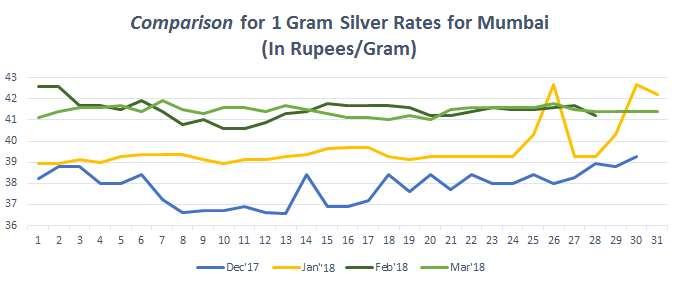 Comparison for 1 Gram Silver Rates for Mumbai
(In Rupees/Gram)
43
42
41
39
38
37
36
1 2 3 4 5 6 7 8 9 10 11 12 13 14 15 16 17 18 19 20 21 22 23 24 25 26 27 28 29 30 31
Dec'17 Jan''18 Feb'18 Mar'18